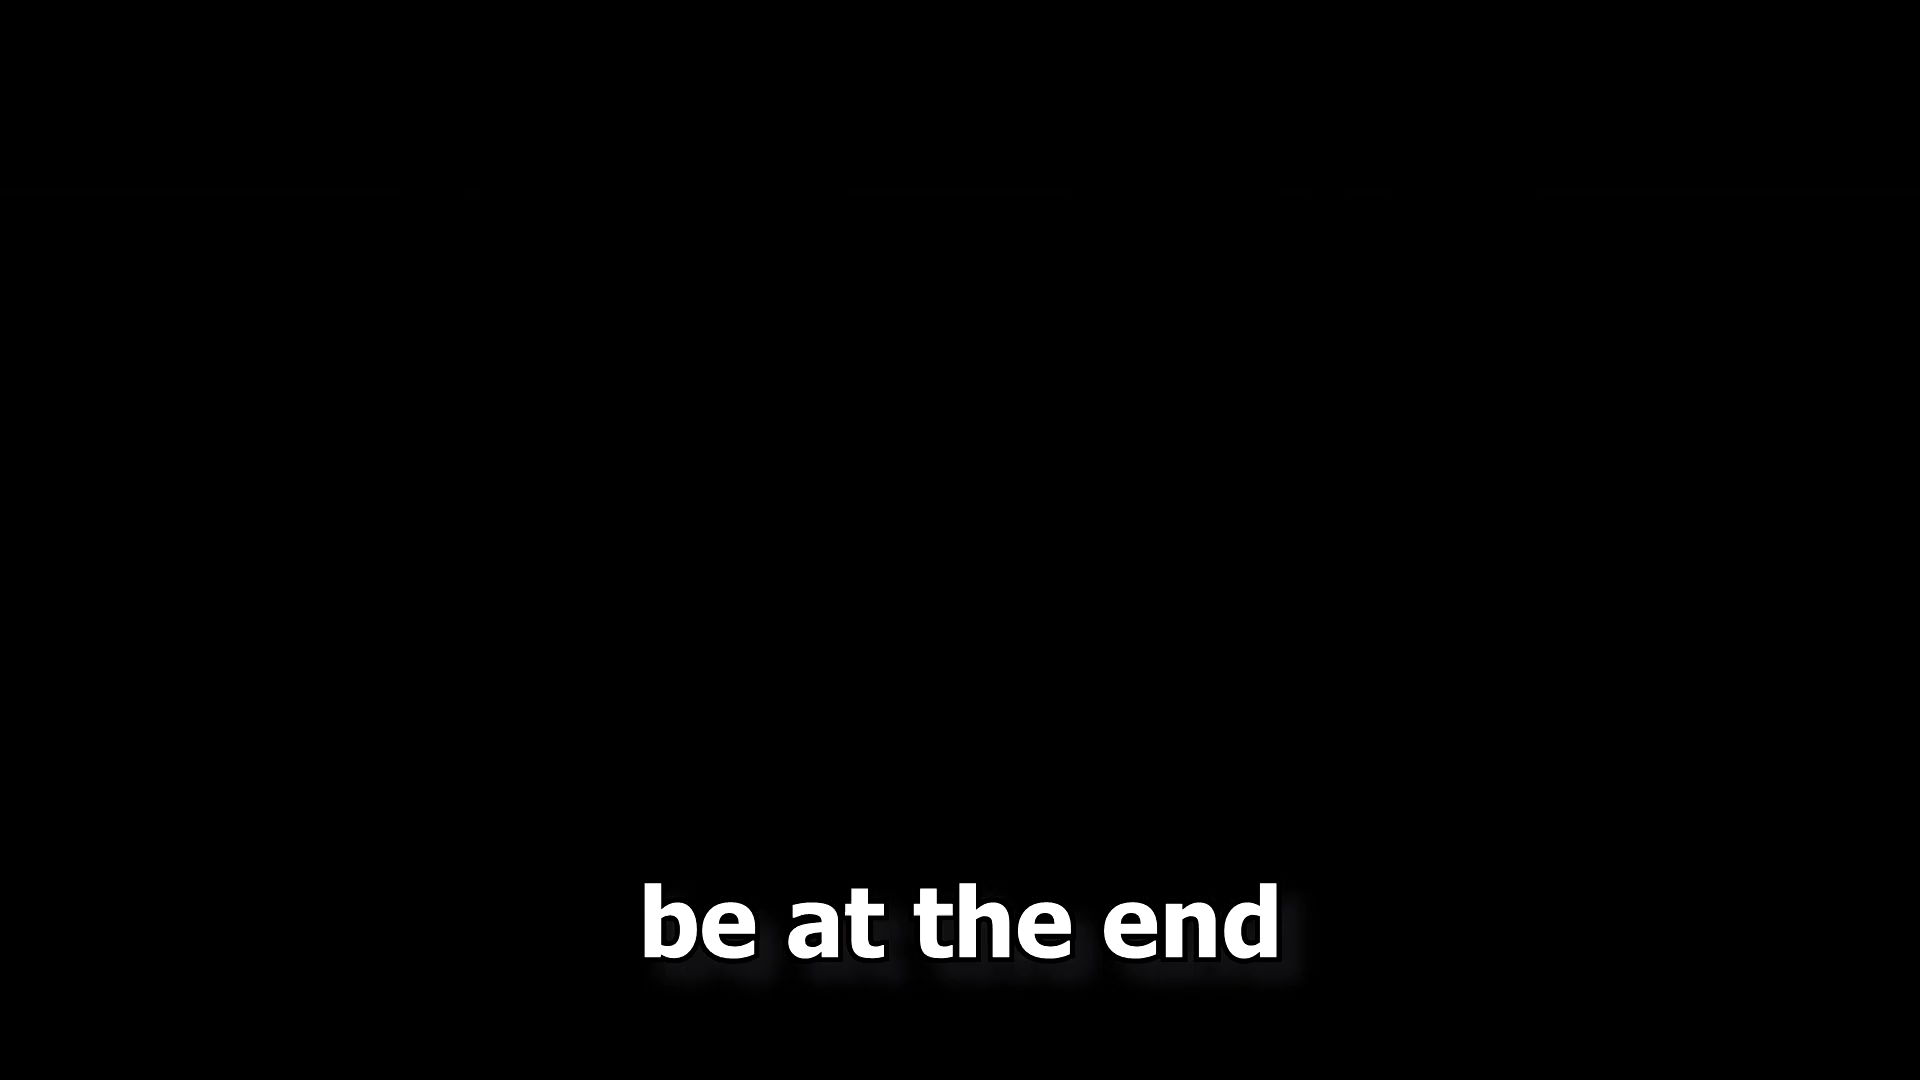 be at the end